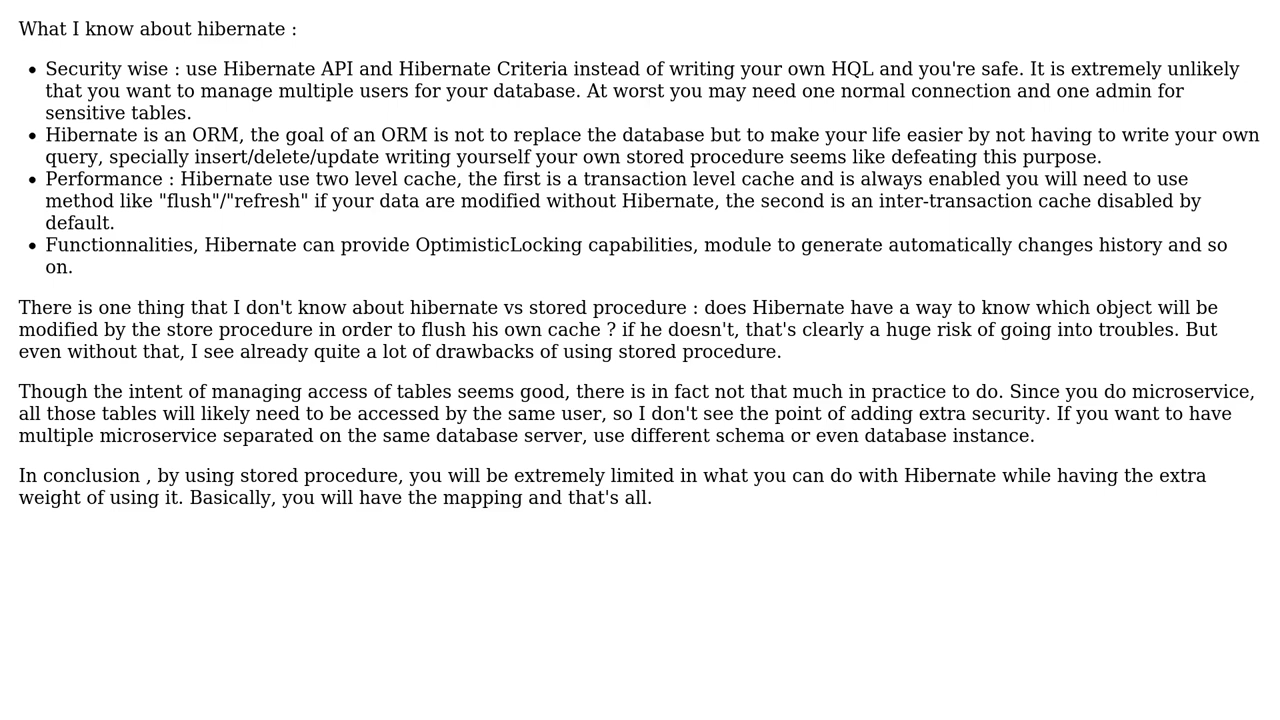 What I know about hibernate :
• Security wise : use Hibernate API and Hibernate Criteria instead of writing your own HQL and you're safe. It is extremely unlikely
that you want to manage multiple users for your database. At worst you may need one normal connection and one admin for
sensitive tables.
• Hibernate is an ORM, the goal of an ORM is not to replace the database but to make your life easier by not having to write your own
query, specially insert/delete/update writing yourself your own stored procedure seems like defeating this purpose.
• Performance : Hibernate use two level cache, the first is a transaction level cache and is always enabled you will need to use
method like "flush"/"refresh" if your data are modified without Hibernate, the second is an inter-transaction cache disabled by
default.
• Functionnalities, Hibernate can provide OptimisticLocking capabilities, module to generate automatically changes history and so
on.
There is one thing that I don't know about hibernate vs stored procedure : does Hibernate have a way to know which object will be
modified by the store procedure in order to flush his own cache ? if he doesn't, that's clearly a huge risk of going into troubles. But
even without that, I see already quite a lot of drawbacks of using stored procedure.
Though the intent of managing access of tables seems good, there is in fact not that much in practice to do. Since you do microservice,
all those tables will likely need to be accessed by the same user, so I don't see the point of adding extra security. If you want to have
multiple microservice separated on the same database server, use different schema or even database instance.
In conclusion , by using stored procedure, you will be extremely limited in what you can do with Hibernate while having the extra
weight of using it. Basically, you will have the mapping and that's all.